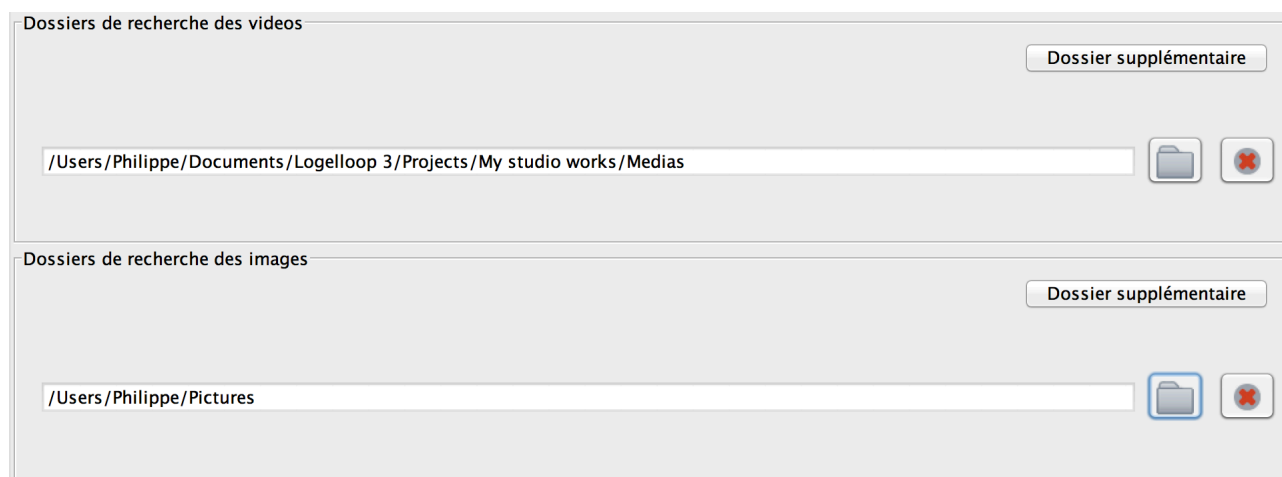 Dossiers de recherche des videos
Dossier supplémentaire
/Users/Philippe/Documents/Logelloop 3/Projects/My studio works/Medias
Dossiers de recherche des images
Dossier supplémentaire
/Users/Philippe/Pictures